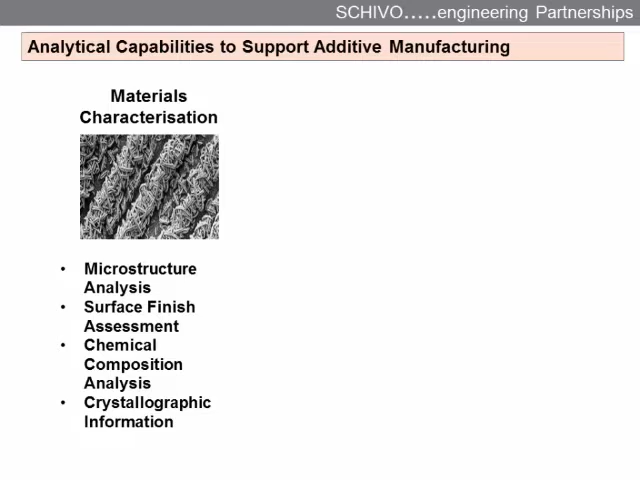 SCHIVO.....engineering Partnerships
Analytical Capabilities to Support Additive Manufacturing
Materials
Characterisation
• Microstructure
Analysis
• Surface Finish
Assessment
• Chemical
Composition
Analysis
• Crystallographic
Information